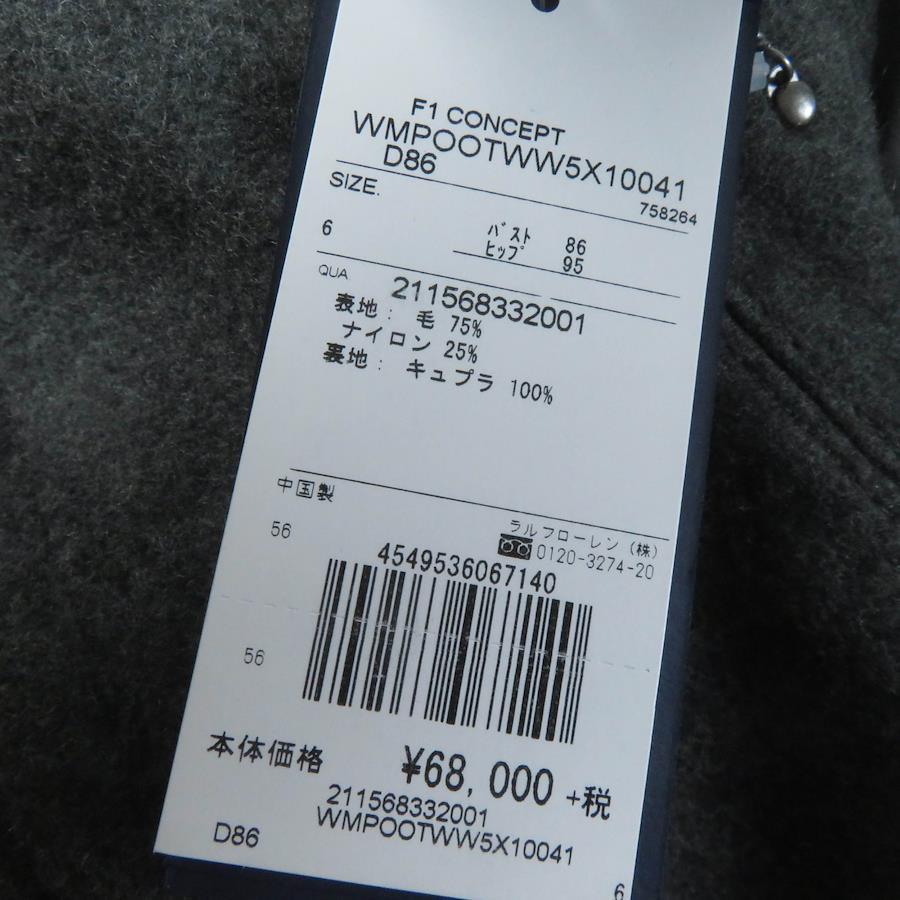 F1 CONCEPT
WMPOOTWW5X10041
D86
758264
SIZE.
6
バスト 86
ヒップ 95
QUA
211568332001
表地： 毛 75%
ナイロン 25%
裏地： キュプラ 100%
中国製
ラルフローレン（株）
56
0120-3274-20
4549536067140
56
本体価格 ¥68,000 +税
211568332001
WMPOOTWW5X10041
D86
6